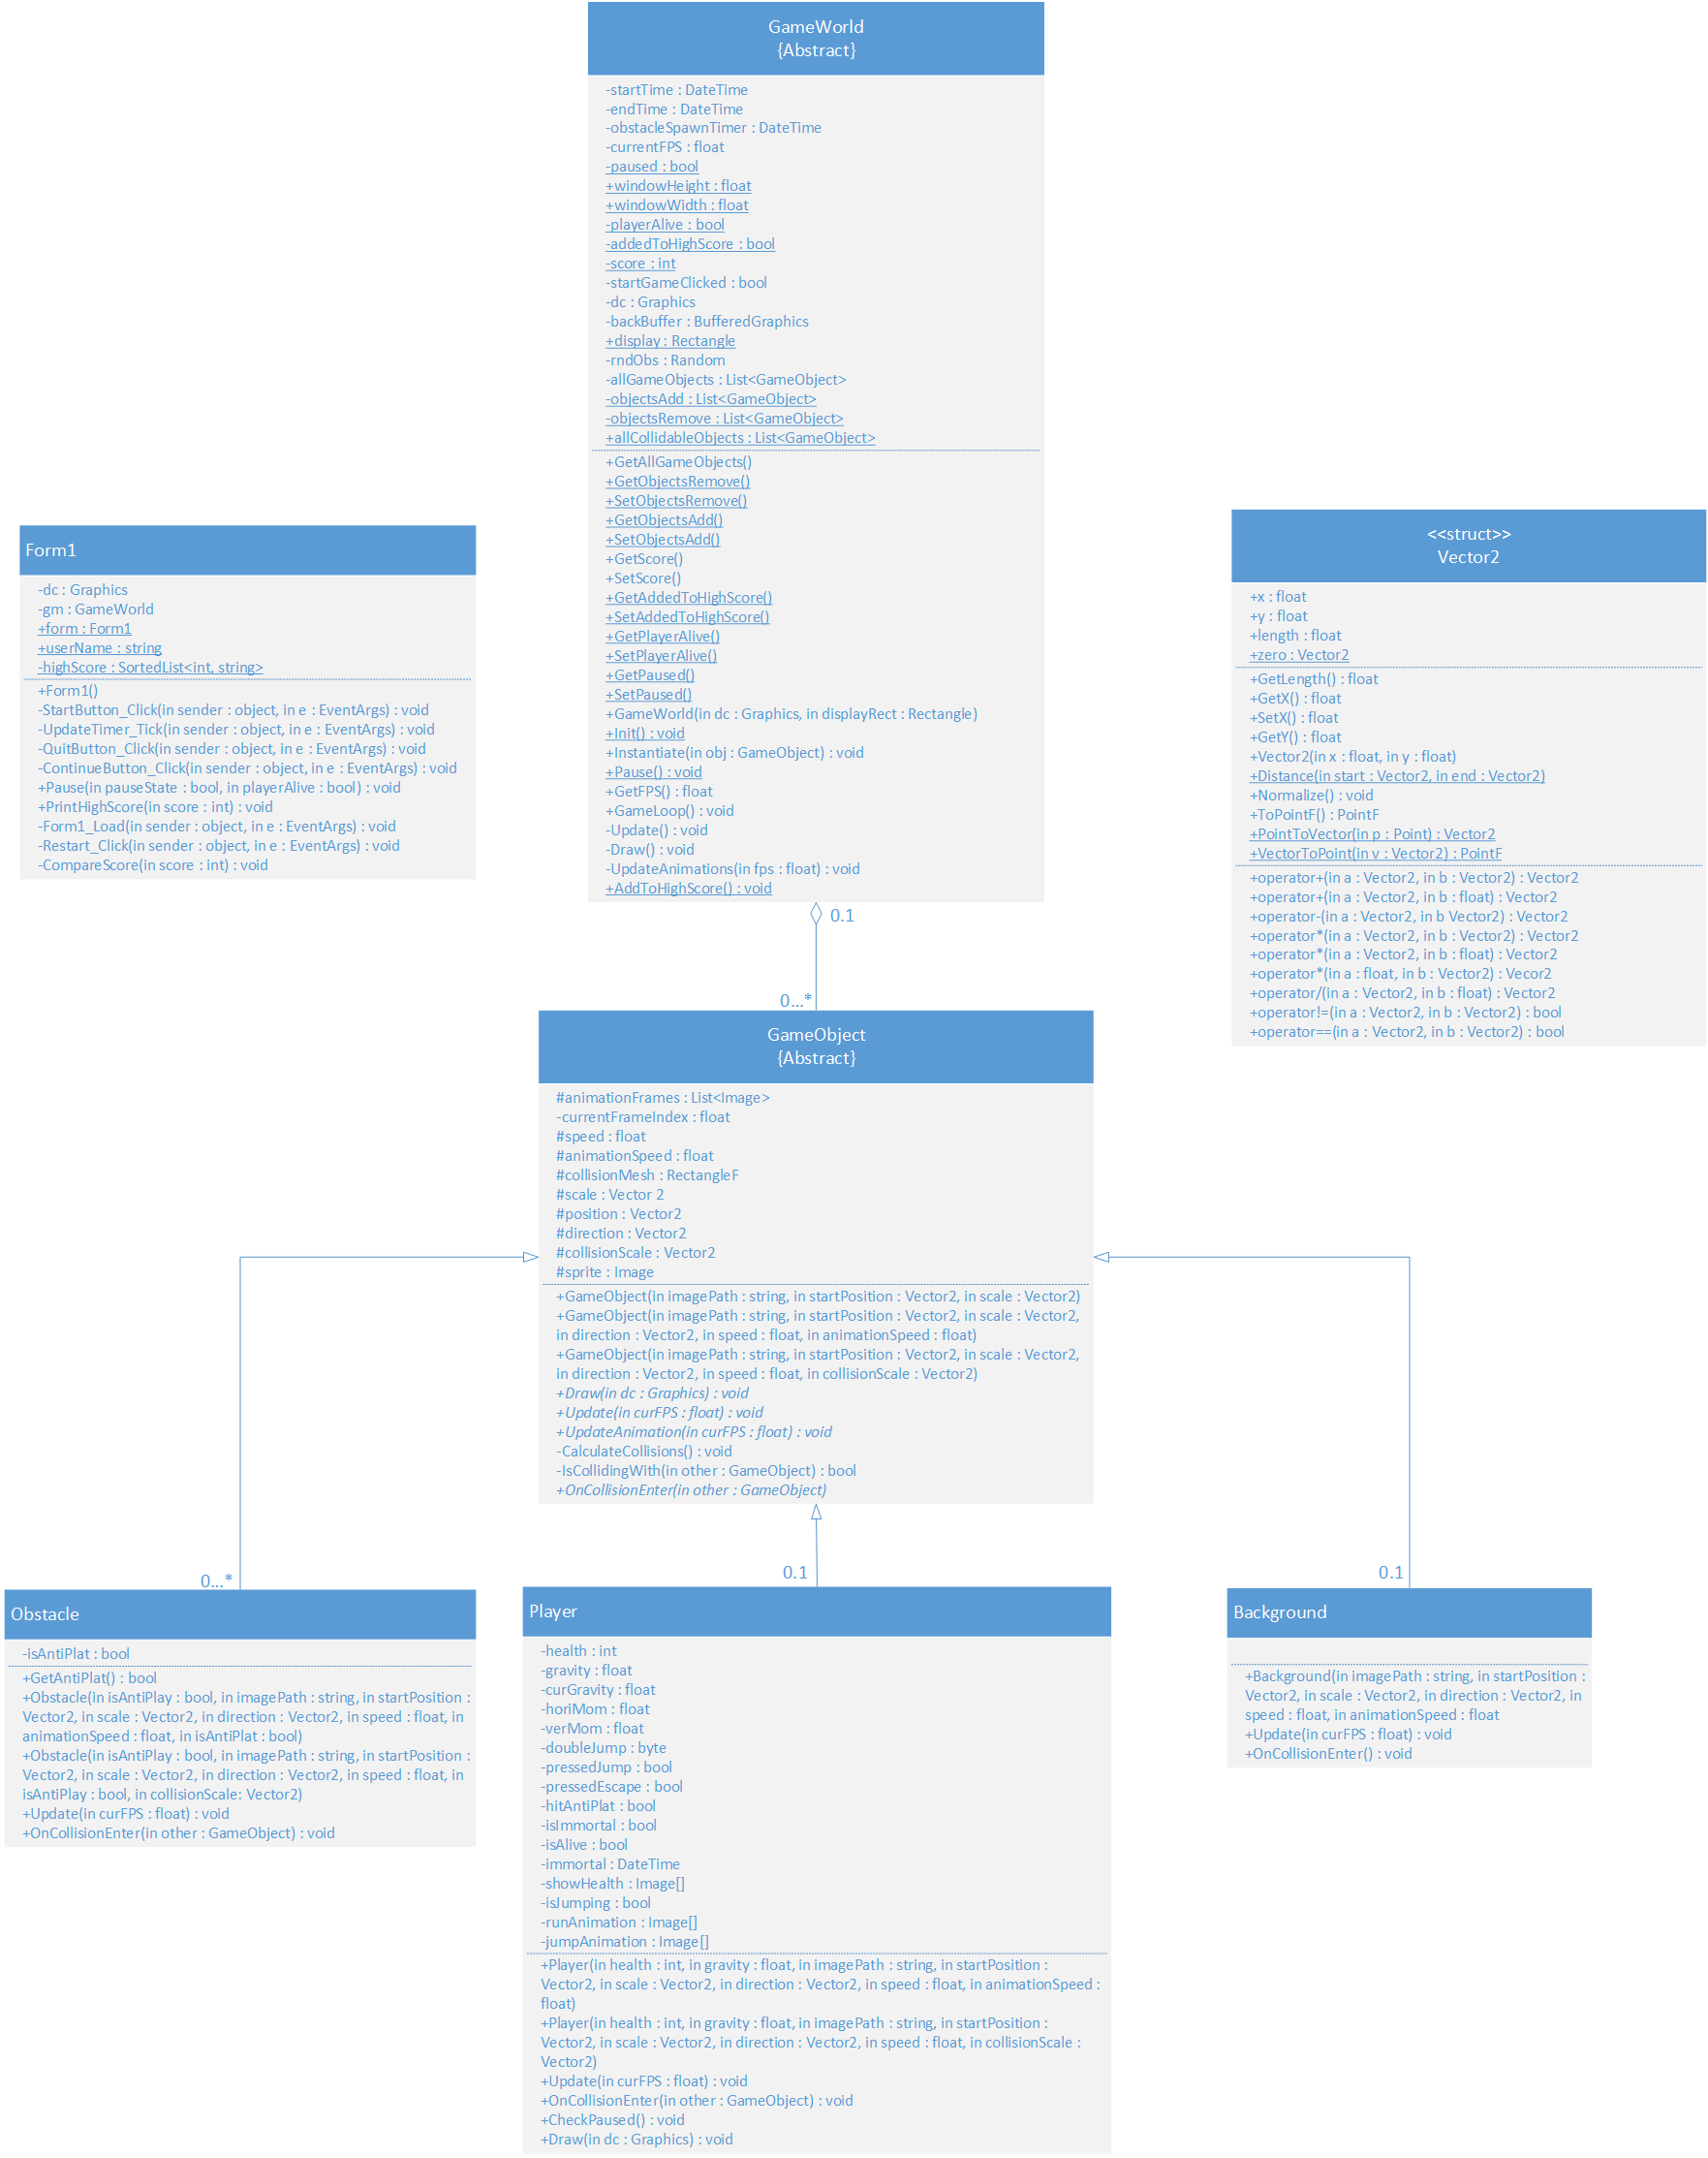 GameWorld
{Abstract}
-startTime : DateTime
-endTime : DateTime
-obstacleSpawnTimer : DateTime
-currentFPS : float
-paused : bool
+windowHeight : float
+windowWidth : float
-playerAlive : bool
-addedToHighScore : bool
-score : int
-startGameClicked : bool
-dc : Graphics
-backBuffer : BufferedGraphics
+display : Rectangle
-rndObs : Random
-allGameObjects : List<GameObject>
-objectsAdd : List<GameObject>
-objectsRemove : List<GameObject>
+allCollidableObjects : List<GameObject>
+GetAllGameObjects()
+GetObjectsRemove()
+SetObjectsRemove()
+GetObjectsAdd()
+SetObjectsAdd()
+GetScore()
+SetScore()
+GetAddedToHighScore()
+SetAddedToHighScore()
+GetPlayerAlive()
+SetPlayerAlive()
+GetPaused()
+SetPaused()
+GameWorld(in dc : Graphics, in displayRect : Rectangle)
+Init() : void
+Instantiate(in obj : GameObject) : void
+Pause() : void
+GetFPS() : float
+GameLoop() : void
-Update() : void
-Draw() : void
-UpdateAnimations(in fps : float) : void
+AddToHighScore() : void
Form1
-dc : Graphics
-gm : GameWorld
+form : Form1
+userName : string
-highScore : SortedList<int, string>
+Form1()
-StartButton_Click(in sender : object, in e : EventArgs) : void
-UpdateTimer_Tick(in sender : object, in e : EventArgs) : void
-QuitButton_Click(in sender : object, in e : EventArgs) : void
-ContinueButton_Click(in sender : object, in e : EventArgs) : void
+Pause(in pauseState : bool, in playerAlive : bool) : void
+PrintHighScore(in score : int) : void
-Form1_Load(in sender : object, in e : EventArgs) : void
-Restart_Click(in sender : object, in e : EventArgs) : void
-CompareScore(in score : int) : void
<<struct>>
Vector2
+x : float
+y : float
+length : float
+zero : Vector2
+GetLength() : float
+GetX() : float
+SetX() : float
+GetY() : float
+Vector2(in x : float, in y : float)
+Distance(in start : Vector2, in end : Vector2)
+Normalize() : void
+ToPointF() : PointF
+PointToVector(in p : Point) : Vector2
+VectorToPoint(in v : Vector2) : PointF
+operator+(in a : Vector2, in b : Vector2) : Vector2
+operator+(in a : Vector2, in b : float) : Vector2
+operator-(in a : Vector2, in b Vector2) : Vector2
+operator*(in a : Vector2, in b : Vector2) : Vector2
+operator*(in a : Vector2, in b : float) : Vector2
+operator*(in a : float, in b : Vector2) : Vecor2
+operator/(in a : Vector2, in b : float) : Vector2
+operator!=(in a : Vector2, in b : Vector2) : bool
+operator==(in a : Vector2, in b : Vector2) : bool
0.1
0...*
GameObject
{Abstract}
#animationFrames : List<Image>
-currentFrameIndex : float
#speed : float
#animationSpeed : float
#collisionMesh : RectangleF
#scale : Vector 2
#position : Vector2
#direction : Vector2
#collisionScale : Vector2
#sprite : Image
+GameObject(in imagePath : string, in startPosition : Vector2, in scale : Vector2)
+GameObject(in imagePath : string, in startPosition : Vector2, in scale : Vector2,
in direction : Vector2, in speed : float, in animationSpeed : float)
+GameObject(in imagePath : string, in startPosition : Vector2, in scale : Vector2,
in direction : Vector2, in speed : float, in collisionScale : Vector2)
+Draw(in dc : Graphics) : void
+Update(in curFPS : float) : void
+UpdateAnimation(in curFPS : float) : void
-CalculateCollisions() : void
-IsCollidingWith(in other : GameObject) : bool
+OnCollisionEnter(in other : GameObject)
0...*
0.1
0.1
Obstacle
-isAntiPlat : bool
+GetAntiPlat() : bool
+Obstacle(in isAntiPlay : bool, in imagePath : string, in startPosition :
Vector2, in scale : Vector2, in direction : Vector2, in speed : float, in
animationSpeed : float, in isAntiPlat : bool)
+Obstacle(in isAntiPlay : bool, in imagePath : string, in startPosition :
Vector2, in scale : Vector2, in direction : Vector2, in speed : float, in
isAntiPlay : bool, in collisionScale: Vector2)
+Update(in curFPS : float) : void
+OnCollisionEnter(in other : GameObject) : void
Player
-health : int
-gravity : float
-curGravity : float
-horiMom : float
-verMom : float
-doubleJump : byte
-pressedJump : bool
-pressedEscape : bool
-hitAntiPlat : bool
-isImmortal : bool
-isAlive : bool
-immortal : DateTime
-showHealth : Image[]
-isJumping : bool
-runAnimation : Image[]
-jumpAnimation : Image[]
+Player(in health : int, in gravity : float, in imagePath : string, in startPosition :
Vector2, in scale : Vector2, in direction : Vector2, in speed : float, in animationSpeed :
float)
+Player(in health : int, in gravity : float, in imagePath : string, in startPosition :
Vector2, in scale : Vector2, in direction : Vector2, in speed : float, in collisionScale :
Vector2)
+Update(in curFPS : float) : void
+OnCollisionEnter(in other : GameObject) : void
+CheckPaused() : void
+Draw(in dc : Graphics) : void
Background
+Background(in imagePath : string, in startPosition :
Vector2, in scale : Vector2, in direction : Vector2, in
speed : float, in animationSpeed : float
+Update(in curFPS : float) : void
+OnCollisionEnter() : void